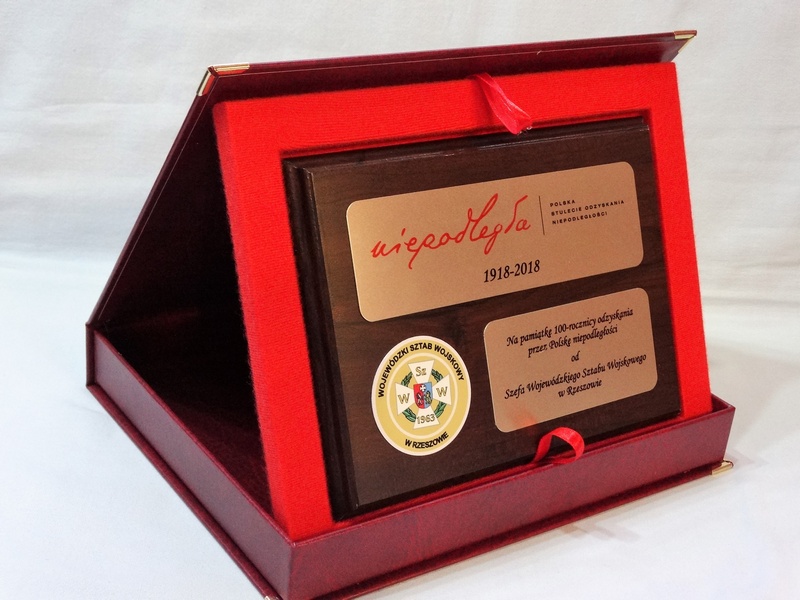 niepodległa
POLSKA
STULECIE ODZYSKANIA
NIEPODLEGŁOŚCI
1918-2018
Na pamiątkę 100-rocznicy odzyskania
przez Polskę niepodległości
od
Szefa Wojewódzkiego Sztabu Wojskowego
w Rzeszowie
WOJEWÓDZKI SZTAB WOJSKOWY
Sz
W W
1963
W RZESZOWIE